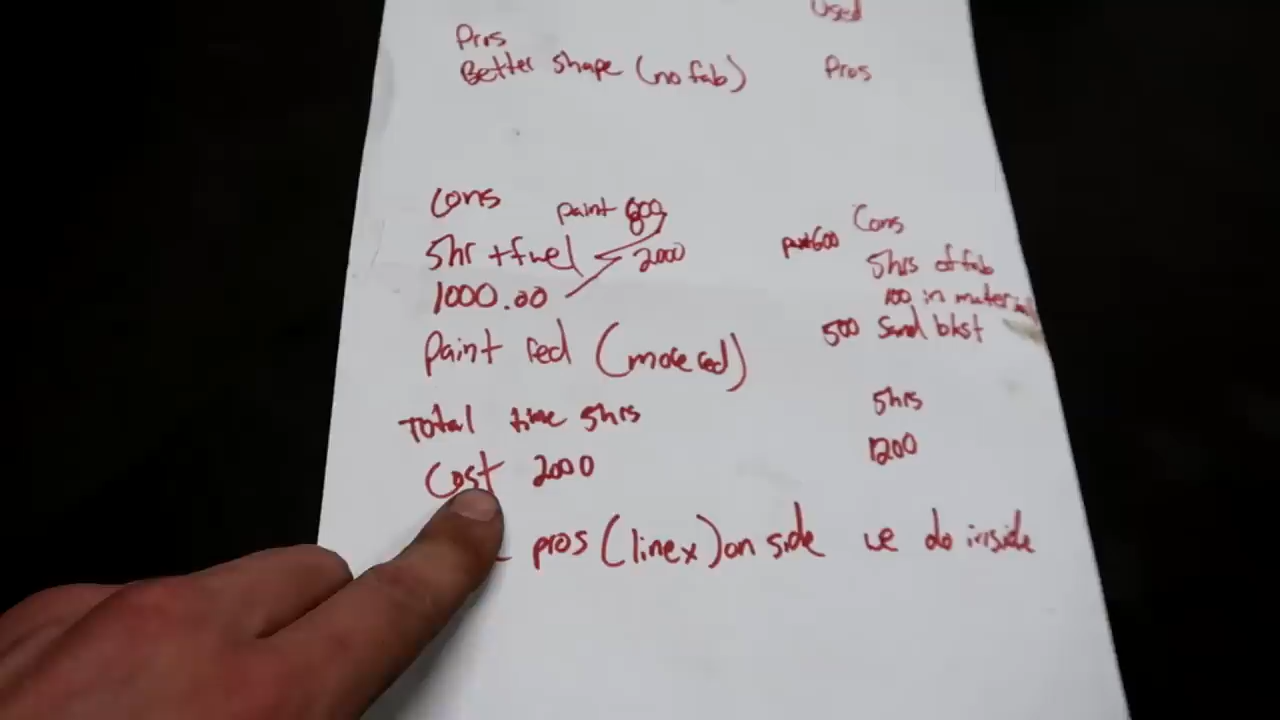 Used
Pros
Better shape (no fab)
Pros
Cons
paint 800
5hr + fuel
2000
1000.00
Paint red (more red)
Total time 5hrs
Cost 2000
Cons
paint 600
5hrs of fab
100 in material
500 Sand blast
5hrs
1200
pros (linex) on side we do inside